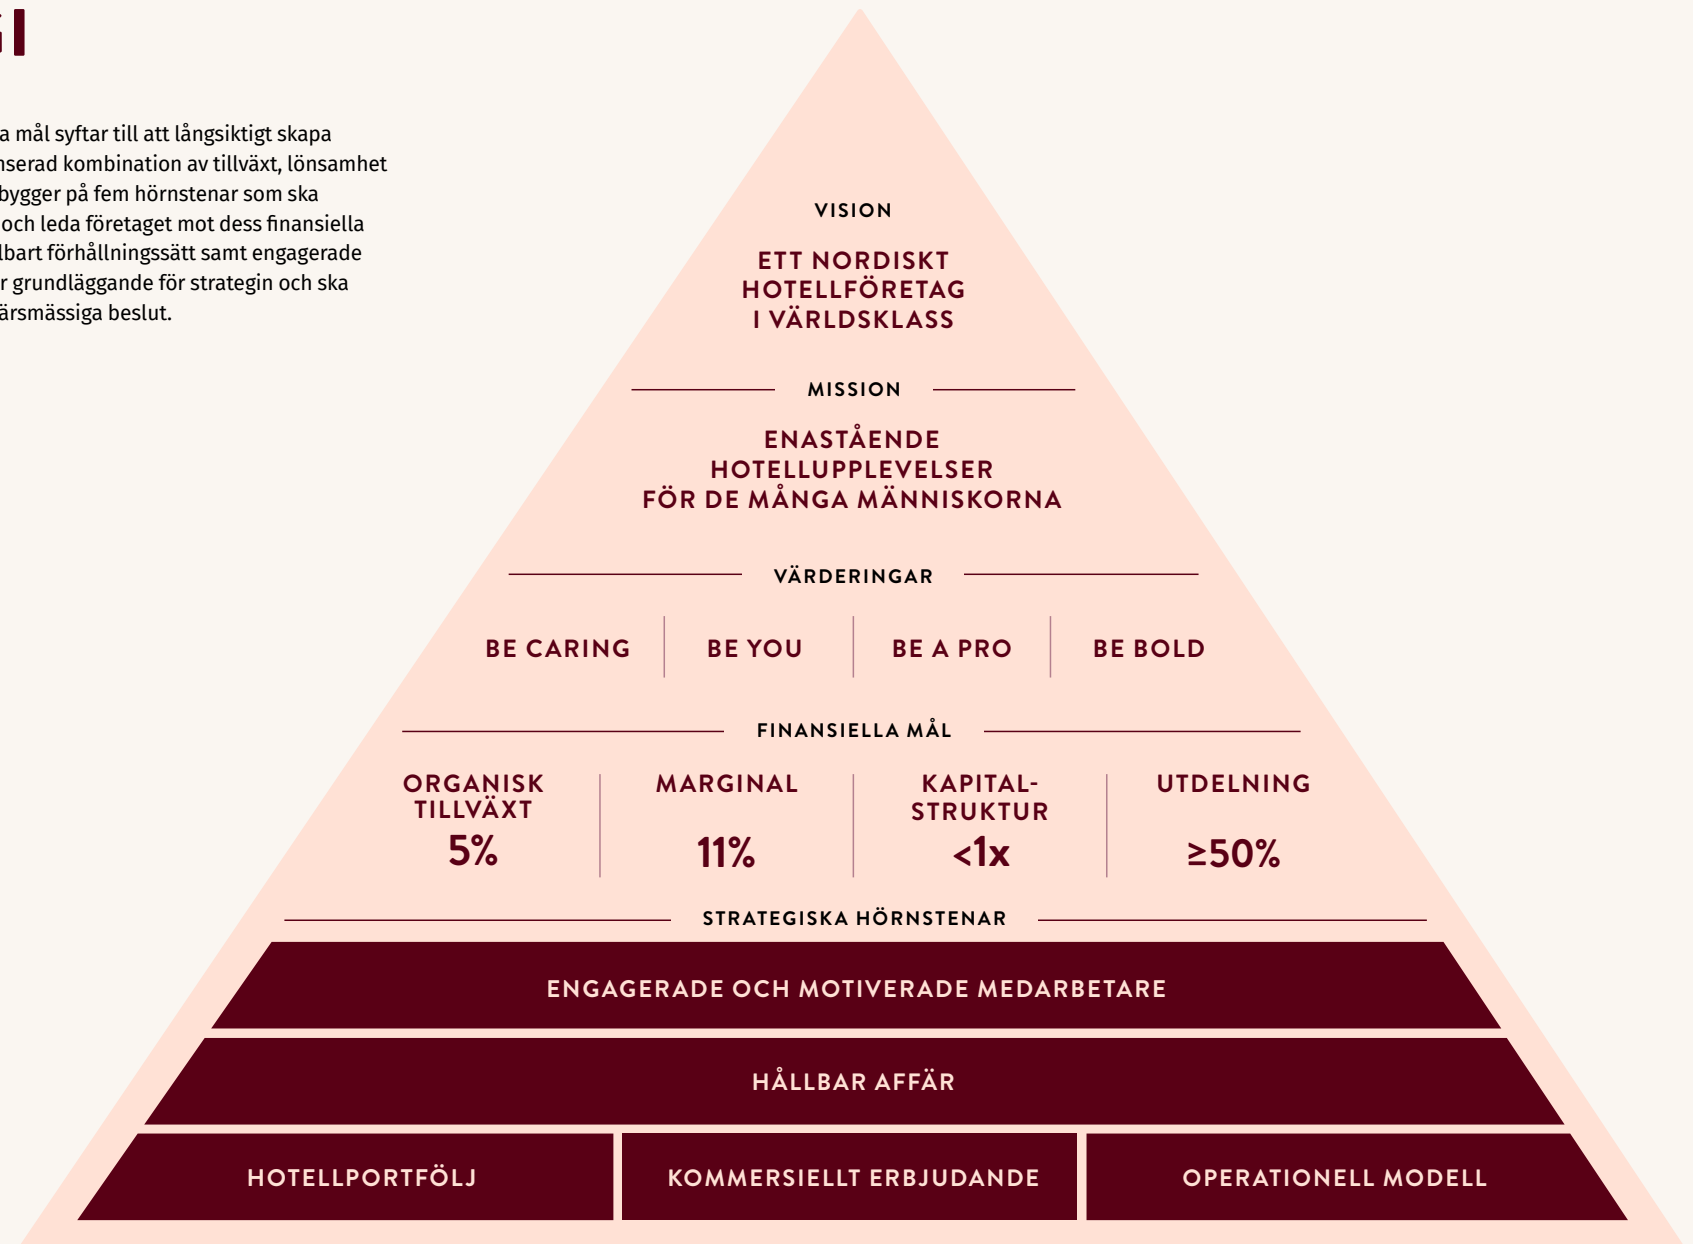 I
mål syftar till att långsiktigt skapa
kombination av tillväxt, lönsamhet
bygger på fem hörnstenar som ska
och leda företaget mot dess finansiella
förhållningssätt samt engagerade
grundläggande för strategin och ska
beslut.
VISION
ETT NORDISKT
HOTELLFÖRETAG
I VÄRLDSKLASS
MISSION
ENASTÅENDE
HOTELLUPPLEVELSER
FÖR DE MÅNGA MÄNNISKORNA
VÄRDERINGAR
BE CARING BE YOU BE A PRO BE BOLD
FINANSIELLA MÅL
ORGANISK
TILLVÄXT
5%
MARGINAL
11%
KAPITAL-
STRUKTUR
<1x
UTDELNING
≥50%
STRATEGISKA HÖRNSTENAR
ENGAGERADE OCH MOTIVERADE MEDARBETARE
HÅLLBAR AFFÄR
HOTELLPORTFÖLJ KOMMERSIELLT ERBJUDANDE OPERATIONELL MODELL